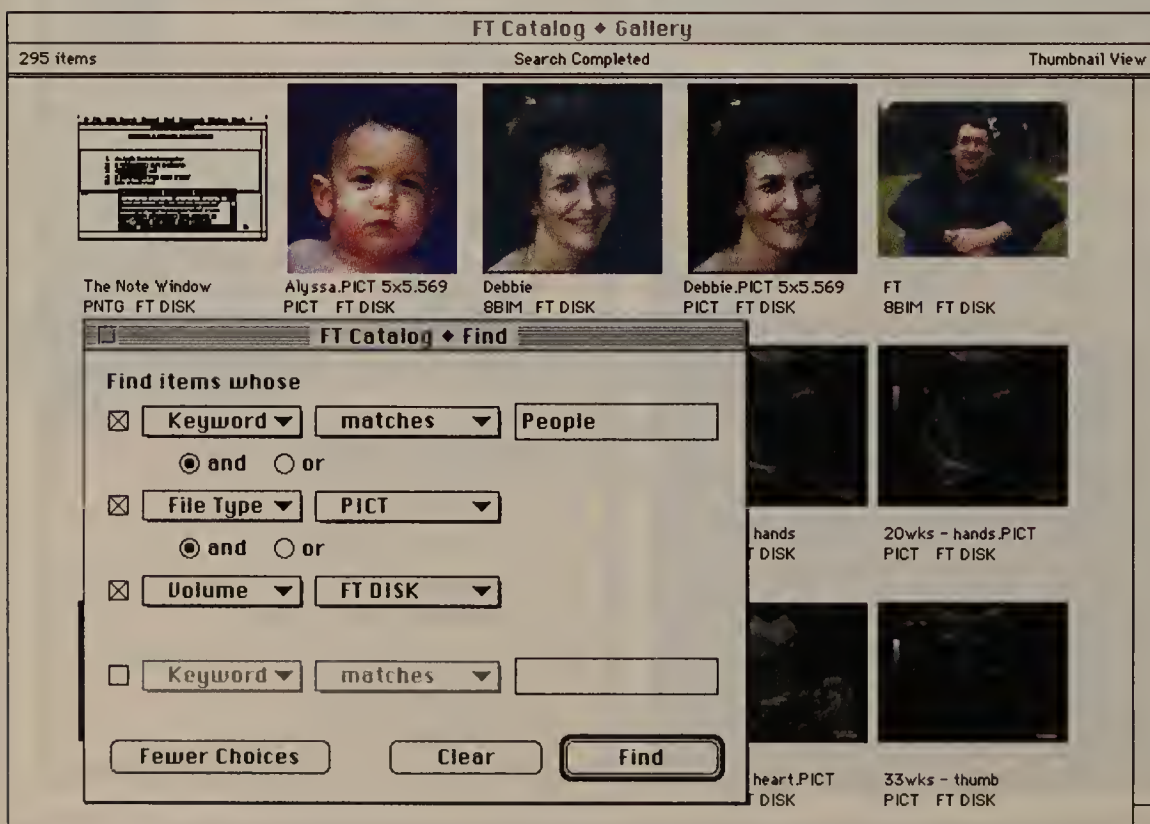 FT Catalog ◆ Gallery
295 items Search Completed Thumbnail View
The Note Window
PNTG FT DISK
Alyssa.PICT 5x5.569
PICT FT DISK
Debbie
8BIM FT DISK
Debbie.PICT 5x5.569
PICT FT DISK
FT
8BIM FT DISK
FT Catalog ◆ Find
Find items whose
Keyword matches People
and or
File Type PICT
and or
Volume FT DISK
Keyword matches
Fewer Choices Clear Find
hands
T DISK
20wks - hands.PICT
PICT FT DISK
heart.PICT
T DISK
33wks - thumb
PICT FT DISK